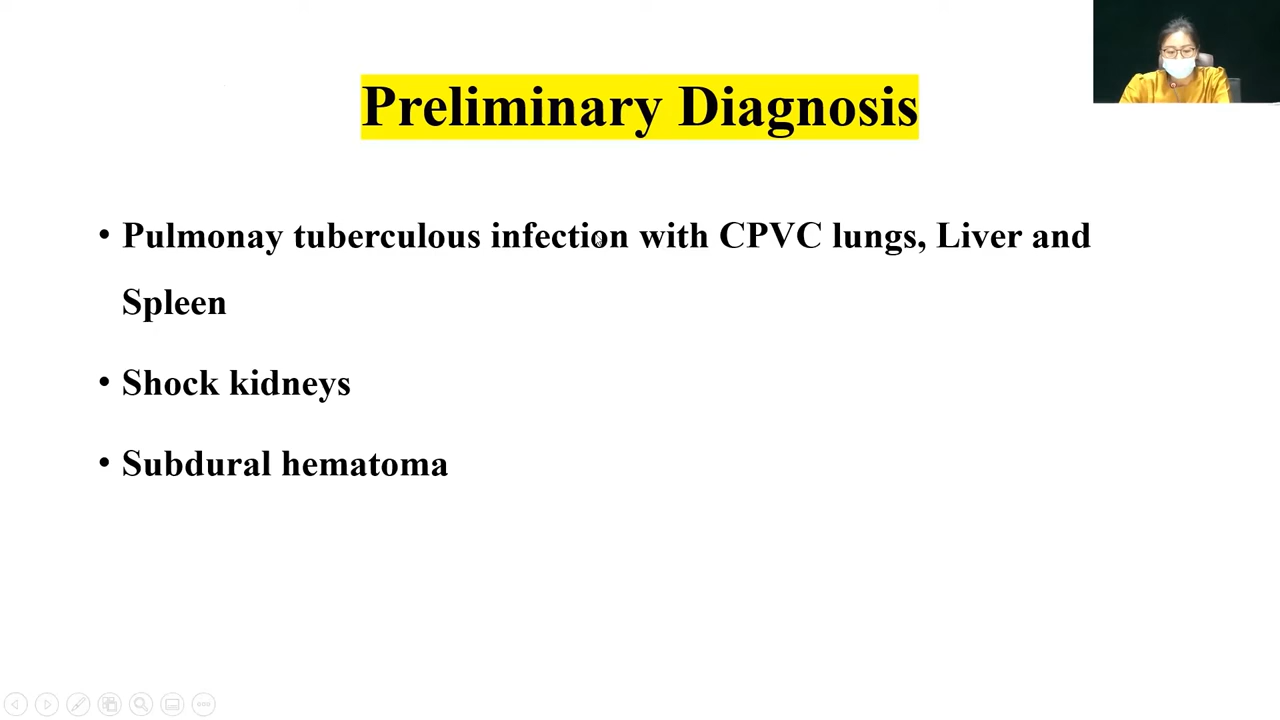 Preliminary Diagnosis
• Pulmonay tuberculous infection with CPVC lungs, Liver and
Spleen
• Shock kidneys
• Subdural hematoma